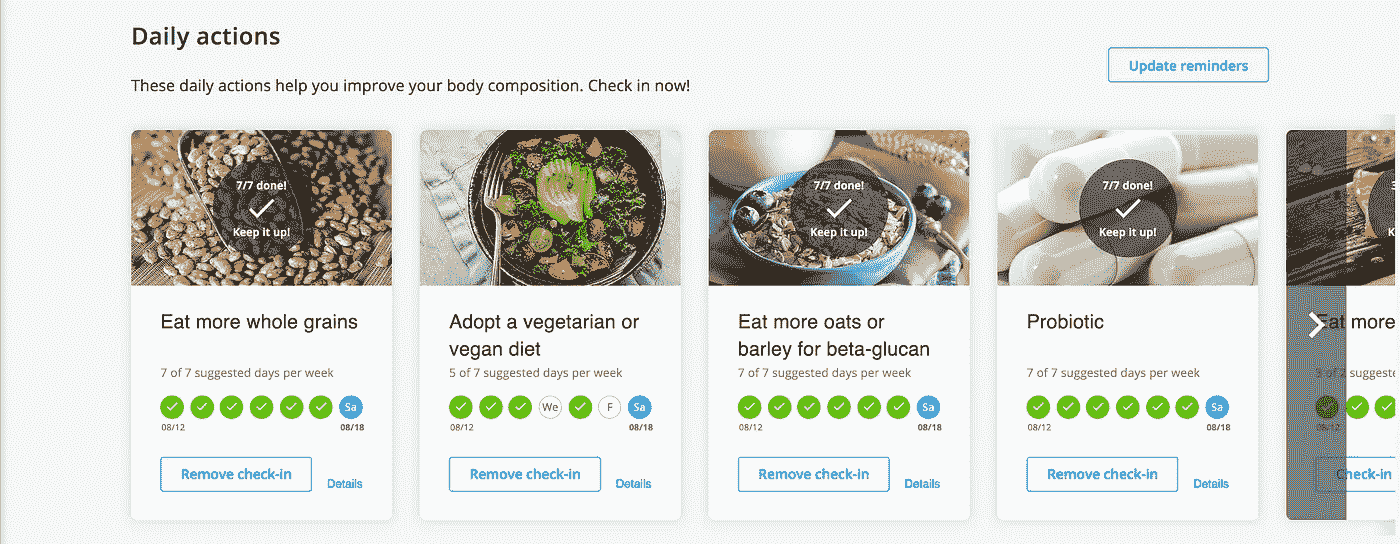 Daily actions
Update reminders
These daily actions help you improve your body composition. Check in now!
7/7 done!
Keep it up!
Eat more whole grains
7 of 7 suggested days per week
Sa
08/12
08/18
Remove check-in
Details
Adopt a vegetarian or
vegan diet
5 of 7 suggested days per week
We
F
Sa
08/12
08/18
Remove check-in
Details
7/7 done!
Keep it up!
Eat more oats or
barley for beta-glucan
7 of 7 suggested days per week
Sa
08/12
08/18
Remove check-in
Details
7/7 done!
Keep it up!
Probiotic
7 of 7 suggested days per week
Sa
08/12
08/18
Remove check-in
Details
Eat more
of 7
08/12
Check-in